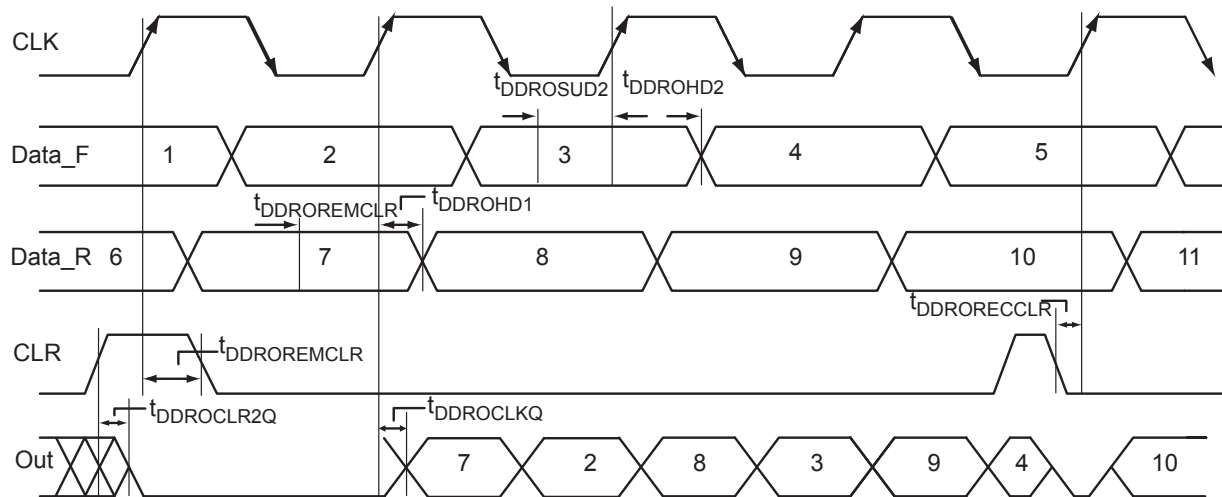 CLK
tDDROSUD2 tDDROHD2
Data_F 1 2 3 4 5
tDDROREMCLR tDDROHD1
Data_R 6 7 8 9 10 11
tDDRORECCLR
CLR tDDROREMCLR
tDDROCLR2Q tDDROCLKQ
Out 7 2 8 3 9 4 10